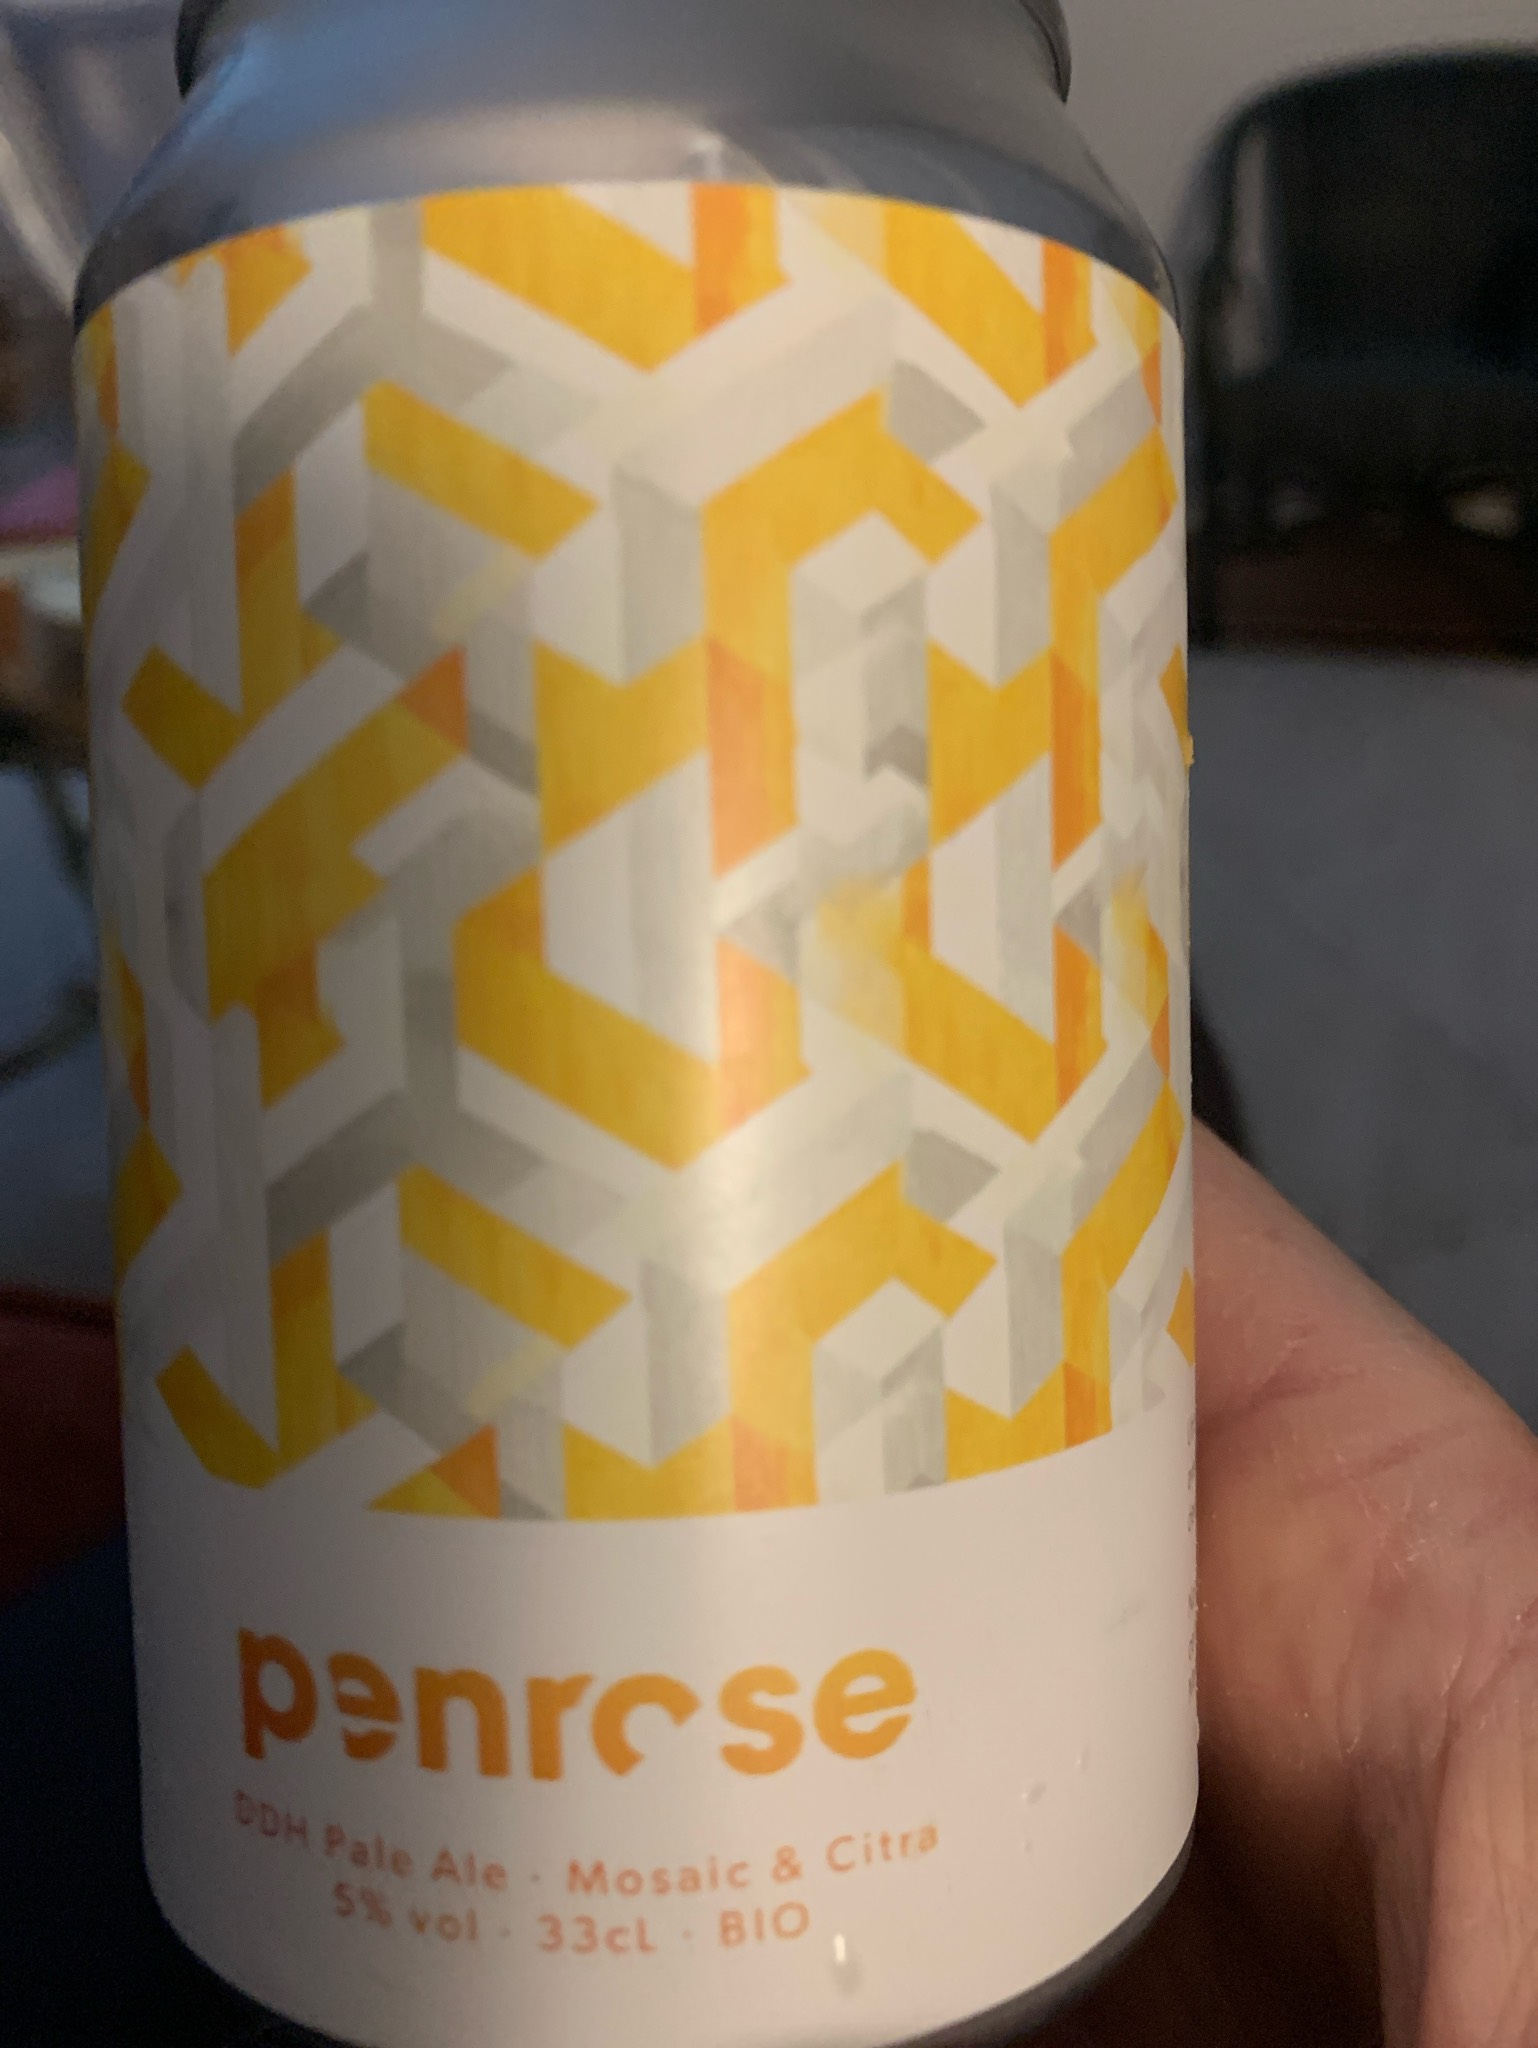 penrose
DDH Pale Ale · Mosaic & Citra
5% vol · 33cL · BIO